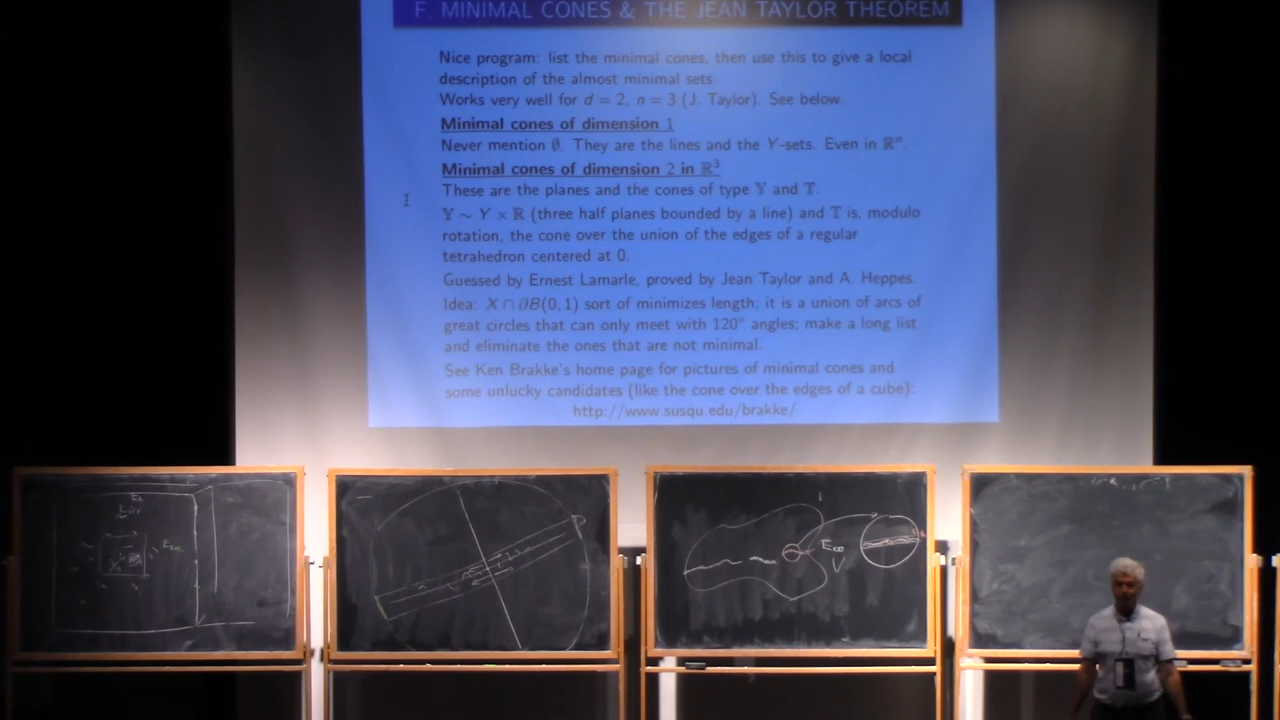 F. MINIMAL CONES & THE JEAN TAYLOR THEOREM
Nice program: list the minimal cones, then use this to give a local
description of the almost minimal sets.
Works very well for d = 2, n = 3 (J. Taylor). See below.
Minimal cones of dimension 1
Never mention ∅. They are the lines and the Y-sets. Even in ℝⁿ.
Minimal cones of dimension 2 in ℝ³
These are the planes and the cones of type 𝕐 and 𝕋.
𝕐 ∼ Y × ℝ (three half planes bounded by a line) and 𝕋 is, modulo
rotation, the cone over the union of the edges of a regular
tetrahedron centered at 0.
Guessed by Ernest Lamarle, proved by Jean Taylor and A. Heppes.
Idea: X ∩ ∂B(0, 1) sort of minimizes length; it is a union of arcs of
great circles that can only meet with 120° angles; make a long list
and eliminate the ones that are not minimal.
See Ken Brakke's home page for pictures of minimal cones and
some unlucky candidates (like the cone over the edges of a cube):
http://www.susqu.edu/brakke/
E∞